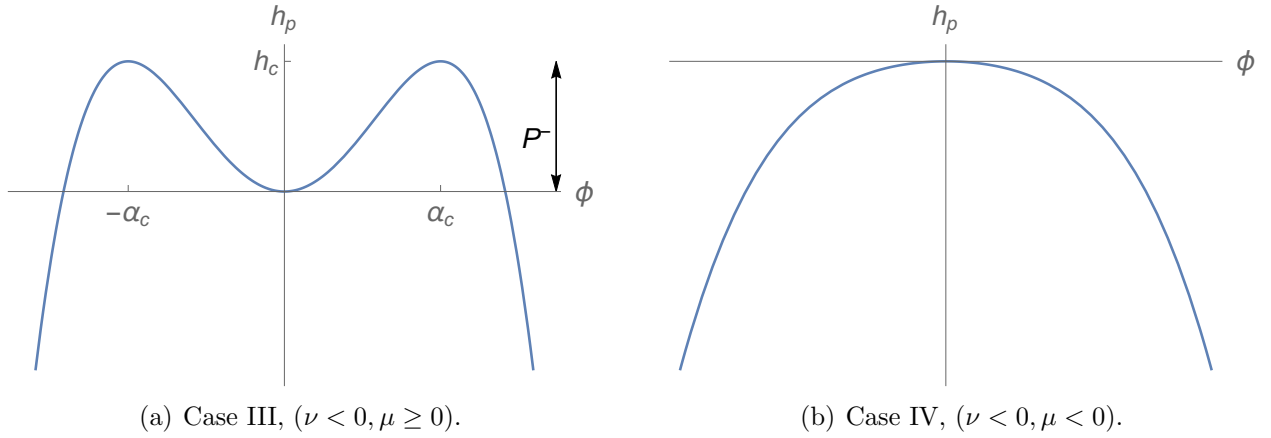 h_p
h_c
P^-
ϕ
−α_c
α_c
(a) Case III, (ν < 0, μ ≥ 0).
h_p
ϕ
(b) Case IV, (ν < 0, μ < 0).